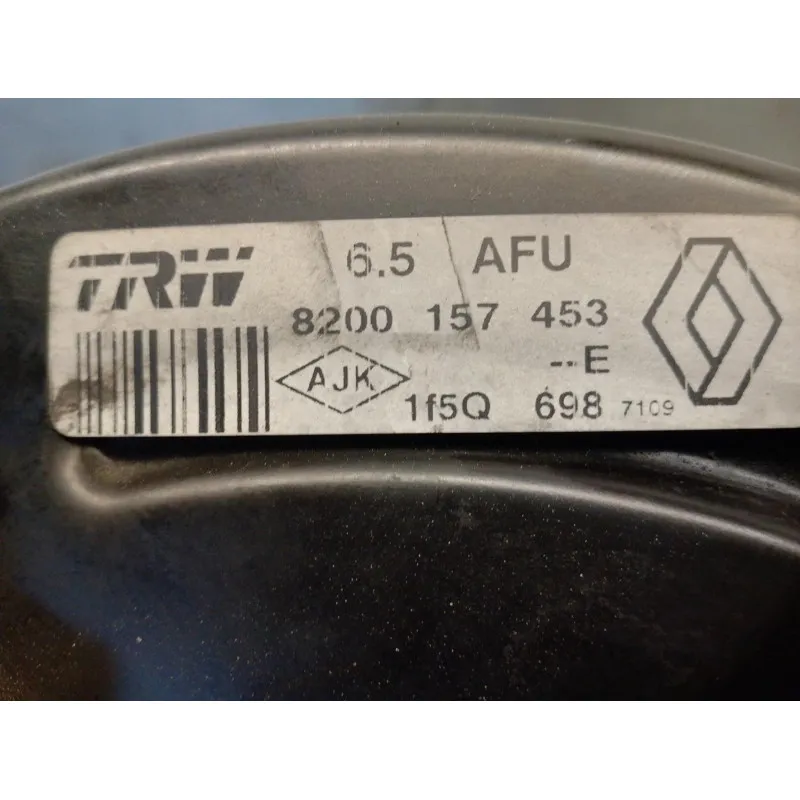 TRW 6.5 AFU
8200 157 453
AJK --E
1f5Q 698 7109